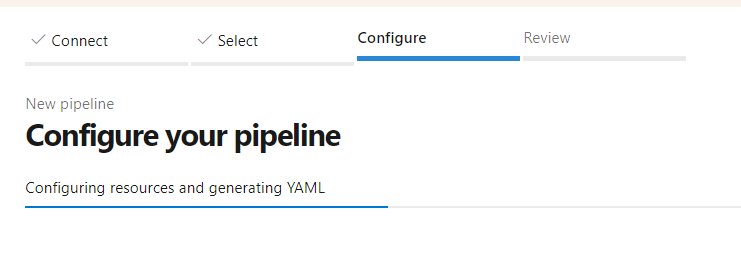 Connect
Select
Configure
Review
New pipeline
Configure your pipeline
Configuring resources and generating YAML